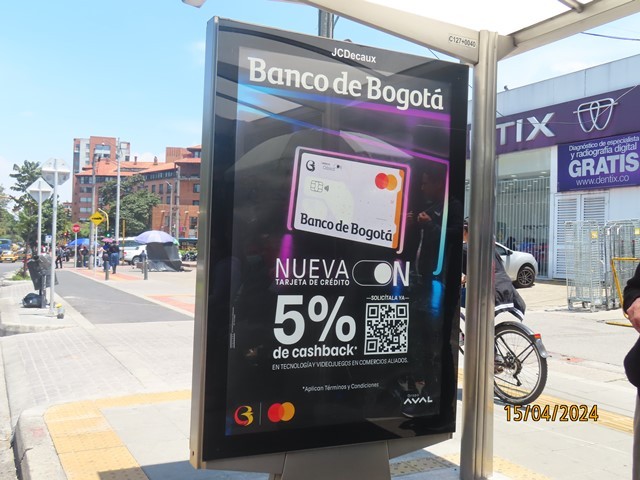 C127+0040
JCDecaux
Banco de Bogotá
Banco de Bogotá
NUEVA ON
TARJETA DE CRÉDITO
5%
de cashback*
SOLICÍTALA YA
EN TECNOLOGÍA Y VIDEOJUEGOS EN COMERCIOS ALIADOS.
*Aplican Términos y Condiciones
AVAL
NTIX
Diagnóstico de especialista
y radiografía digital
GRATIS
www.dentix.co
15/04/2024